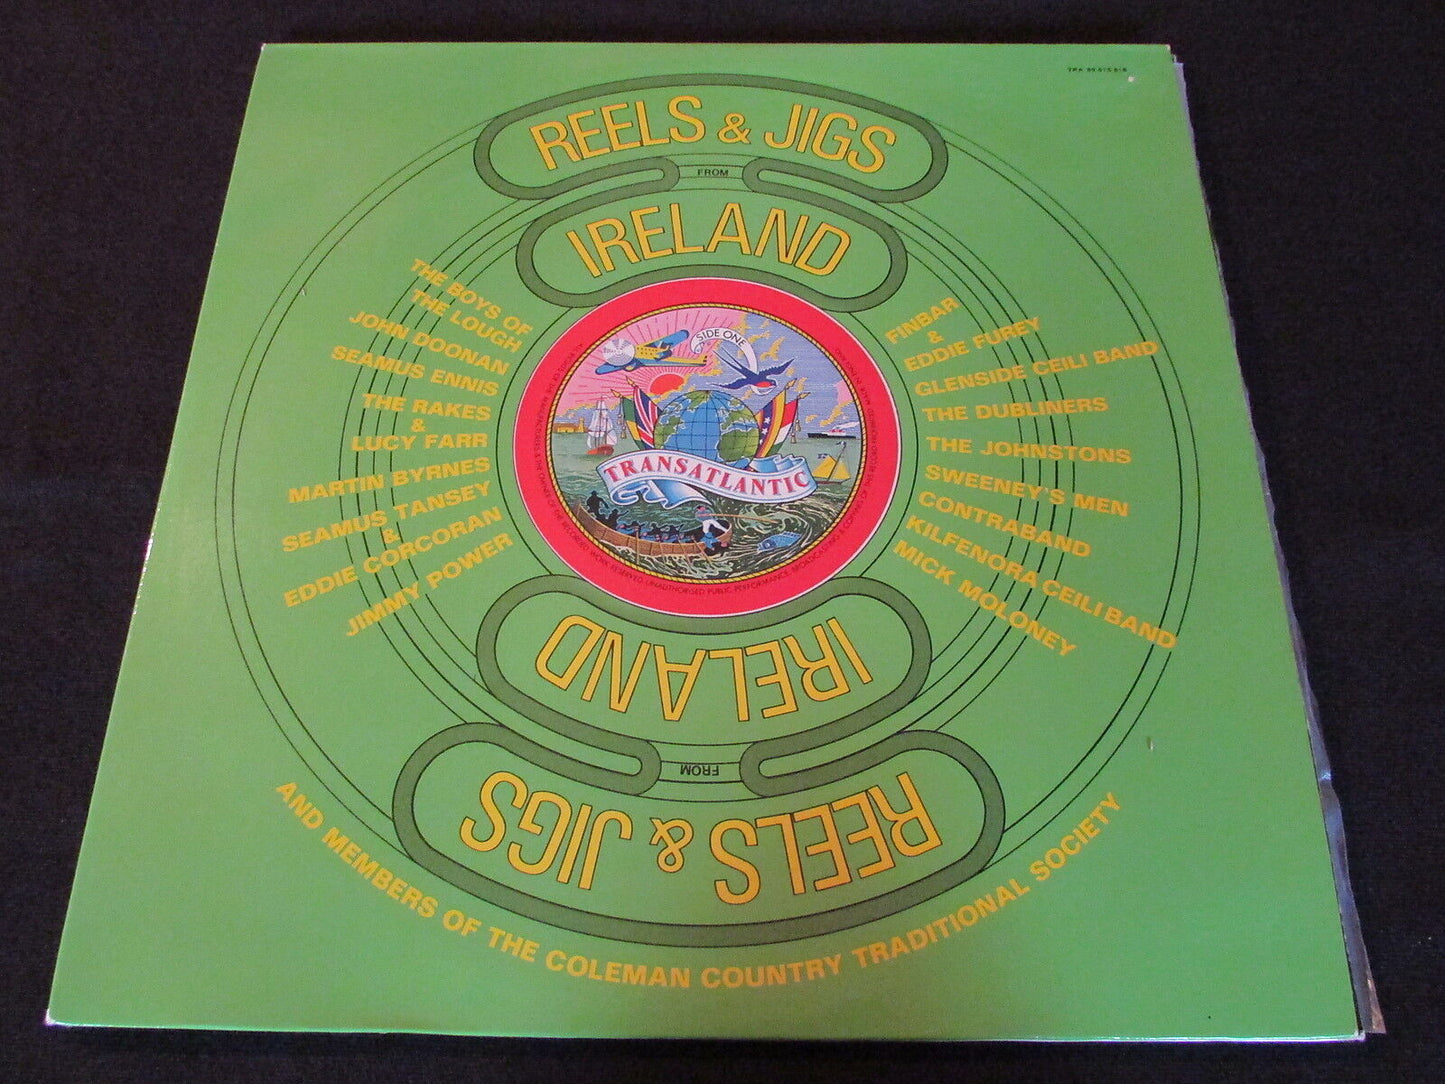 REELS & JIGS
FROM
IRELAND
THE BOYS OF
THE LOUGH
JOHN DOONAN
SEAMUS ENNIS
THE RAKES
&
LUCY FARR
MARTIN BYRNES
SEAMUS TANSEY
&
EDDIE CORCORAN
JIMMY POWER
SIDE ONE
TRANSATLANTIC
FINBAR
&
EDDIE FUREY
GLENSIDE CEILI BAND
THE DUBLINERS
THE JOHNSTONS
SWEENEY'S MEN
CONTRABAND
KILFENORA CEILI BAND
MICK MOLONEY
IRELAND
FROM
REELS & JIGS
AND MEMBERS OF THE COLEMAN COUNTRY TRADITIONAL SOCIETY